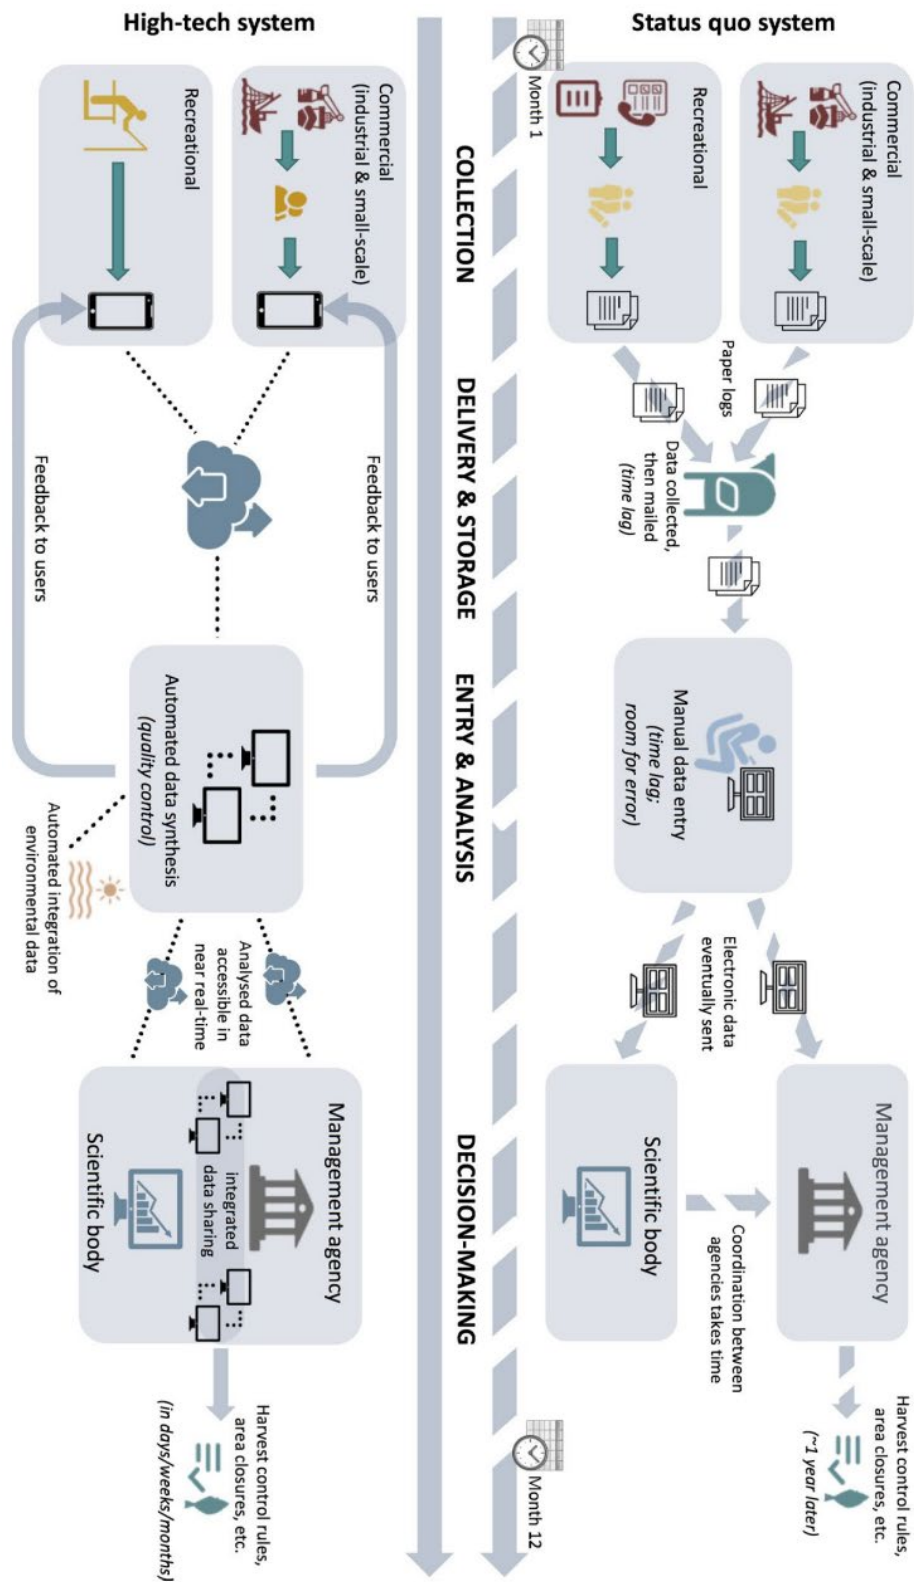 Status quo system
Commercial
(industrial & small-scale)
Recreational
Paper logs
Data collected,
then mailed
(time lag)
Manual data entry
(time lag;
room for error)
Electronic data
eventually sent
Management agency
Scientific body
Coordination between
agencies takes time
Harvest control rules,
area closures, etc.
(~1 year later)
Month 1
Month 12
COLLECTION
DELIVERY & STORAGE
ENTRY & ANALYSIS
DECISION-MAKING
High-tech system
Commercial
(industrial & small-scale)
Recreational
Feedback to users
Feedback to users
Automated data synthesis
(quality control)
Automated integration of
environmental data
Analysed data
accessible in
near real-time
Management agency
integrated
data sharing
Scientific body
Harvest control rules,
area closures, etc.
(in days/weeks/months)